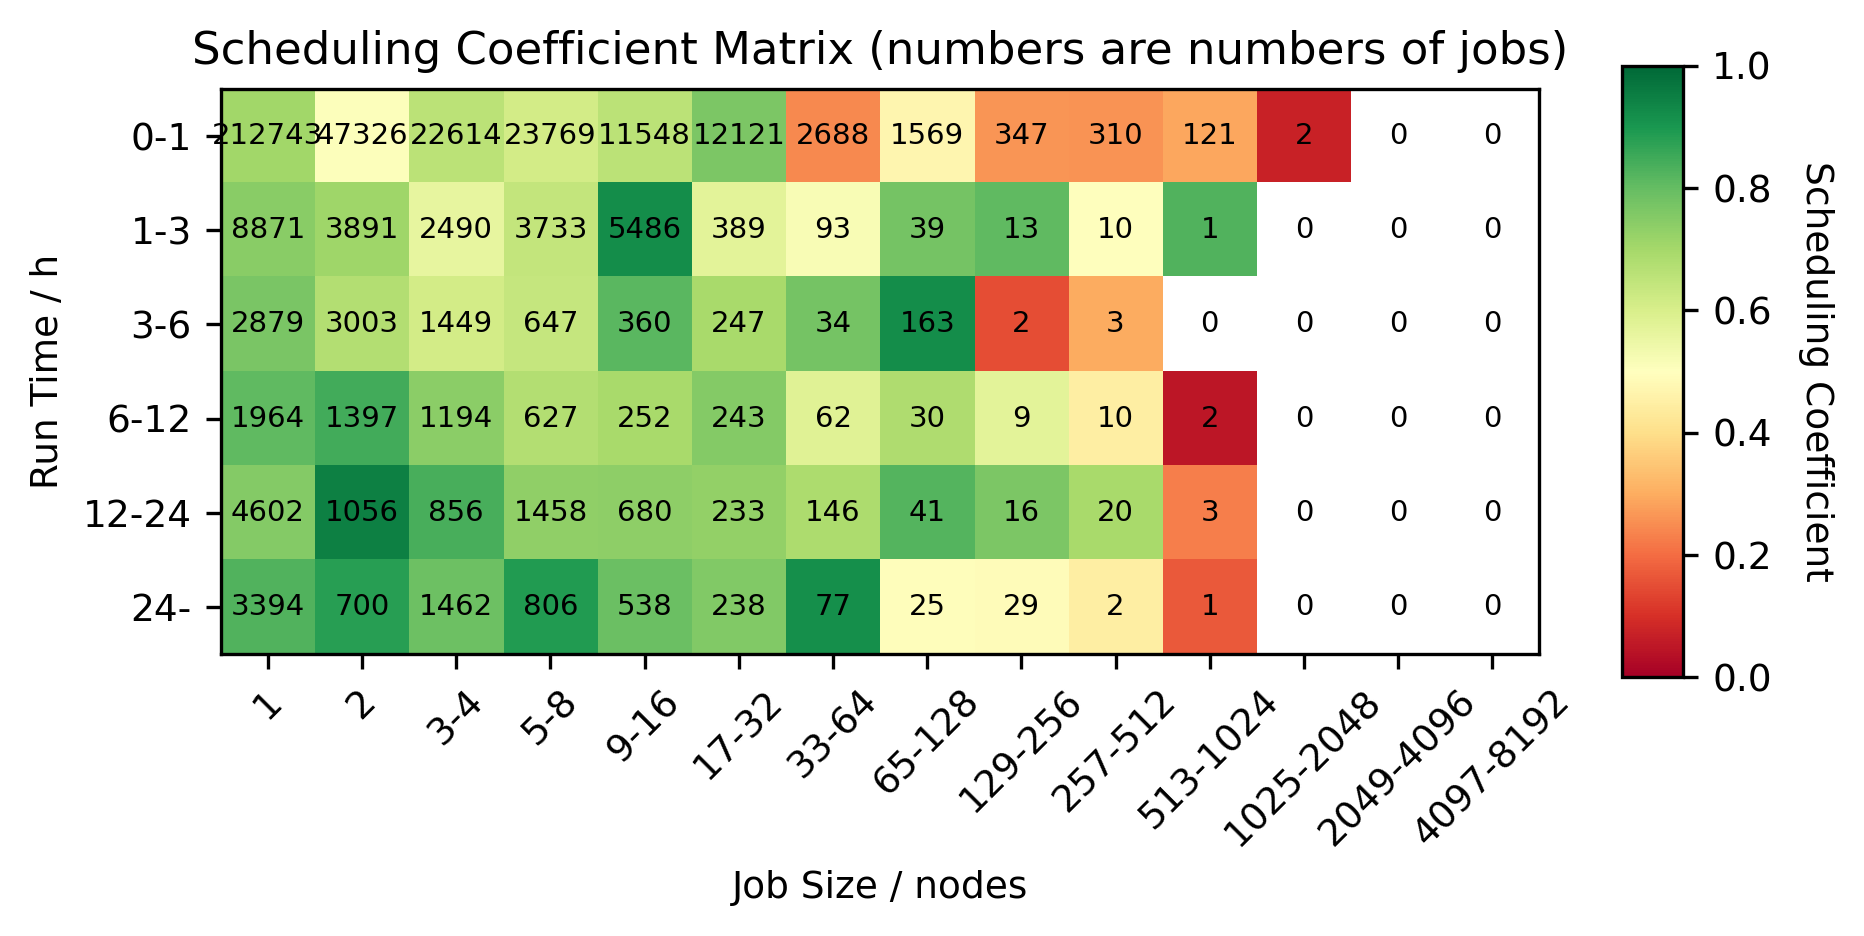 Scheduling Coefficient Matrix (numbers are numbers of jobs)
0-1 212743 47326 22614 23769 11548 12121 2688 1569 347 310 121 2 0 0
1-3 8871 3891 2490 3733 5486 389 93 39 13 10 1 0 0 0
3-6 2879 3003 1449 647 360 247 34 163 2 3 0 0 0 0
6-12 1964 1397 1194 627 252 243 62 30 9 10 2 0 0 0
12-24 4602 1056 856 1458 680 233 146 41 16 20 3 0 0 0
24- 3394 700 1462 806 538 238 77 25 29 2 1 0 0 0
Run Time / h
1 2 3-4 5-8 9-16 17-32 33-64 65-128 129-256 257-512 513-1024 1025-2048 2049-4096 4097-8192
Job Size / nodes
1.0
0.8
0.6
0.4
0.2
0.0
Scheduling Coefficient